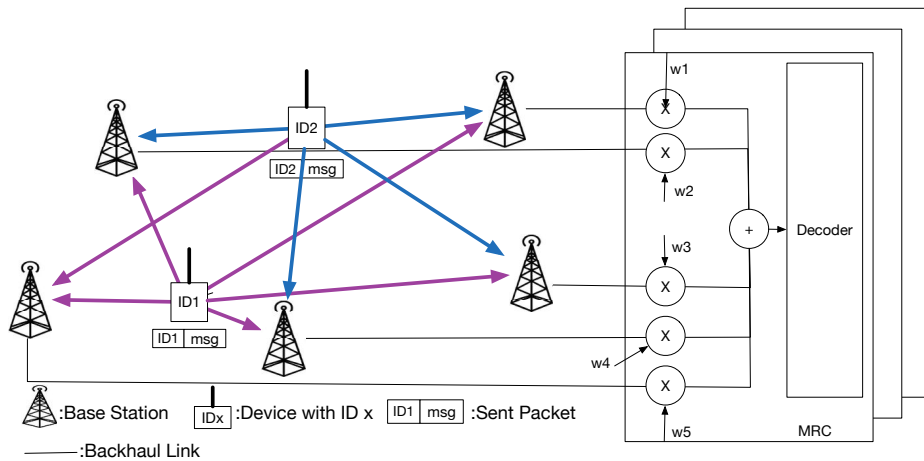 w1
X
ID2
ID2 msg
X
w2
+
Decoder
w3
X
ID1
ID1 msg
X
w4
X
:Base Station
IDx
:Device with ID x
ID1 msg
:Sent Packet
w5
MRC
:Backhaul Link